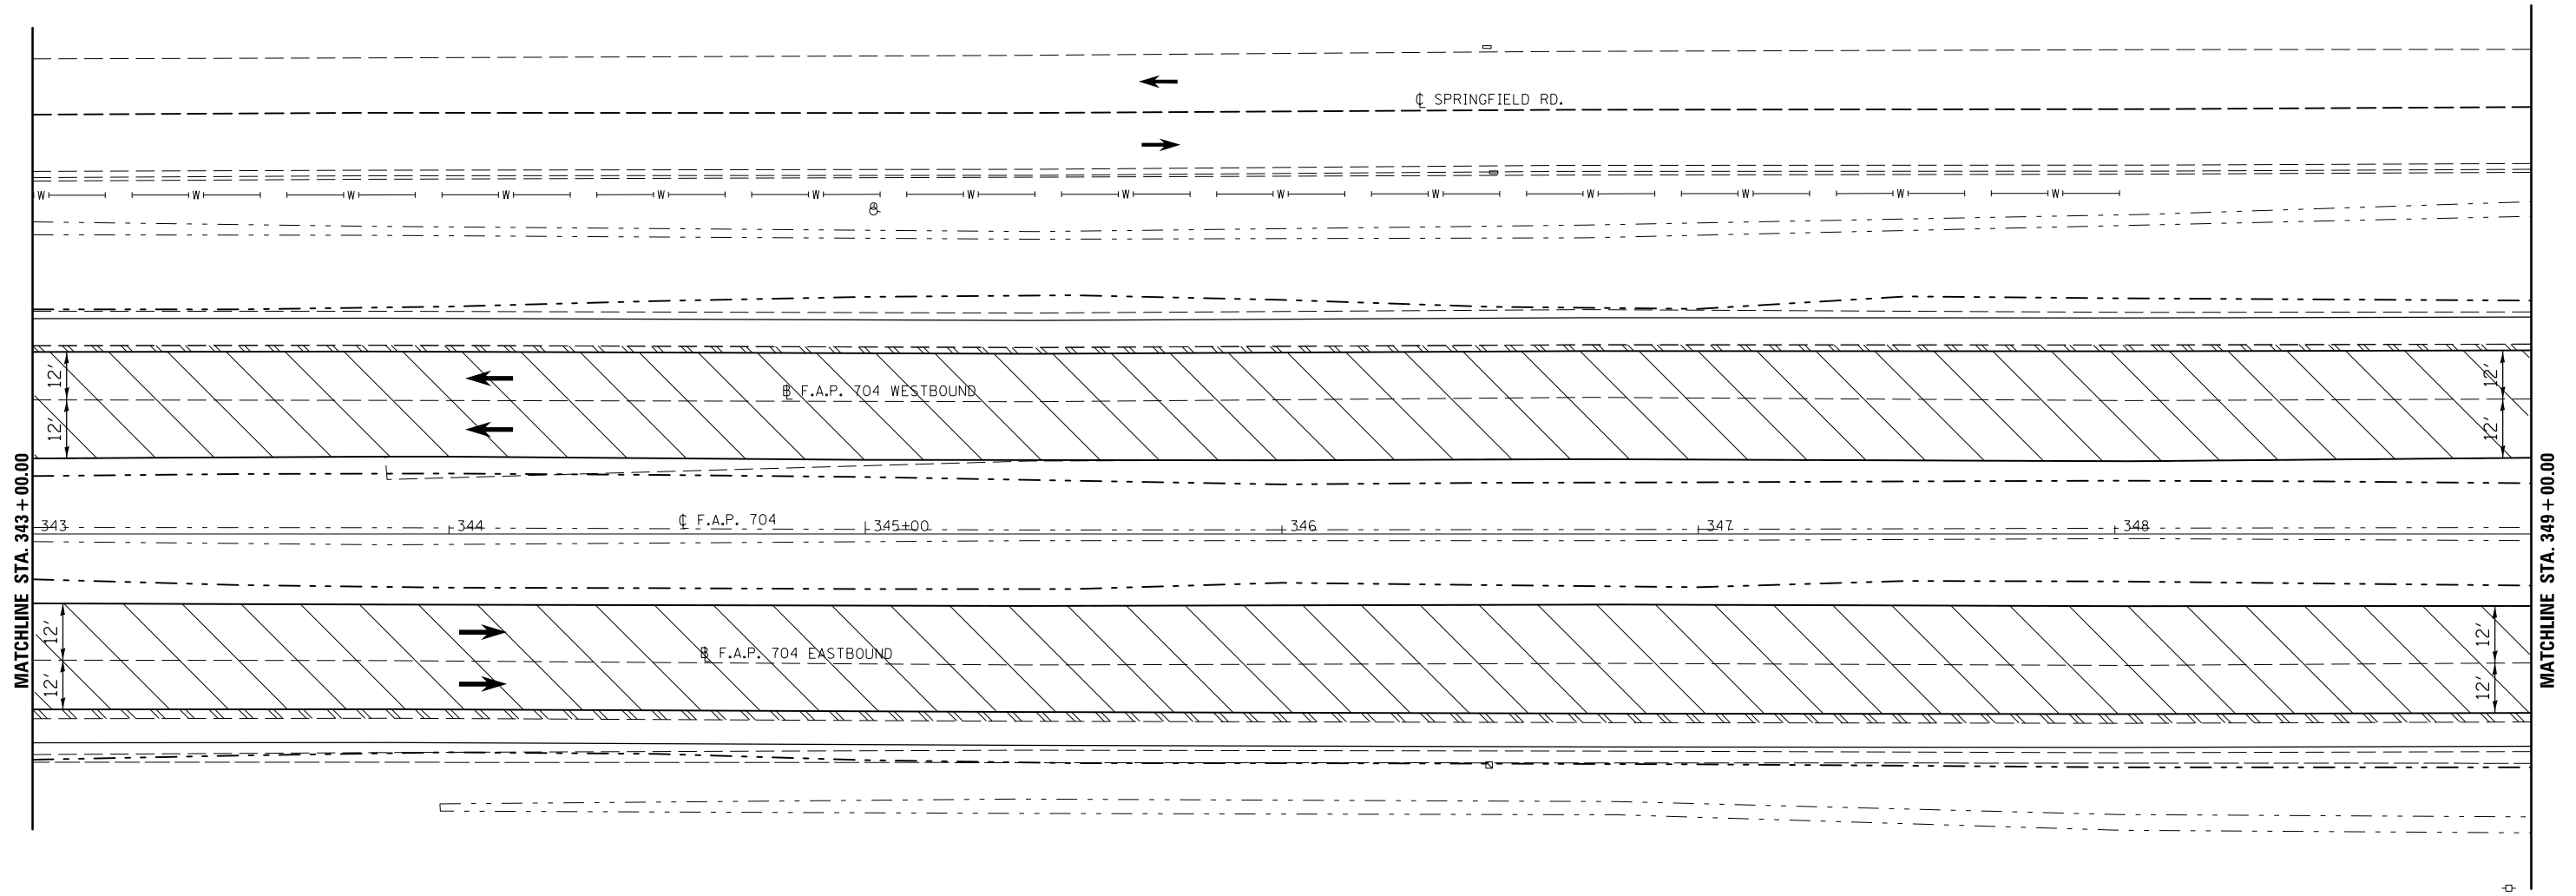 ℄ SPRINGFIELD RD.
W W W W W W W W W W W W W W
12'
12'
12'
12'
℄ F.A.P. 704 WESTBOUND
MATCHLINE STA. 343+00.00
MATCHLINE STA. 349+00.00
343 344 ℄ F.A.P. 704 345+00 346 347 348
12'
12'
12'
12'
B F.A.P. 704 EASTBOUND